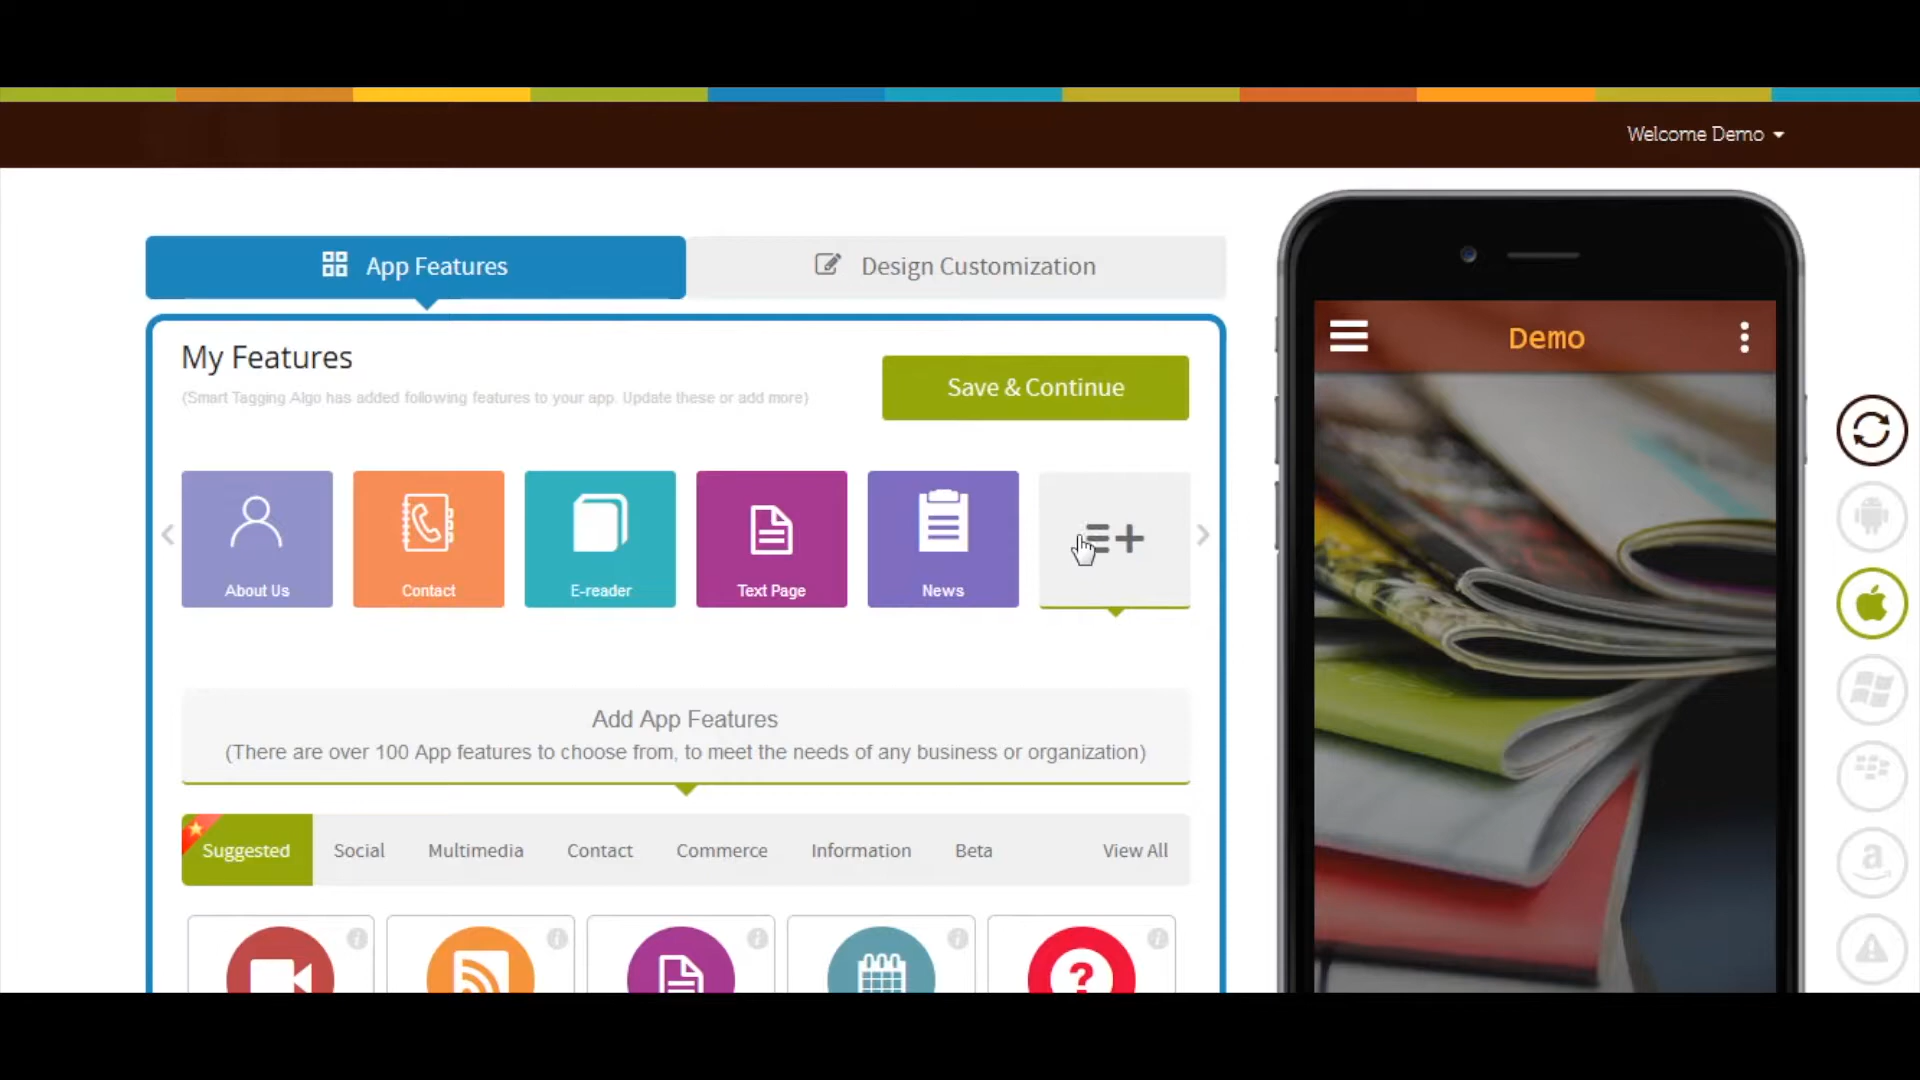 Welcome Demo
App Features
Design Customization
My Features
(Smart Tagging Algo has added following features to your app. Update these or add more)
Save & Continue
Demo
About Us
Contact
E-reader
Text Page
News
Add App Features
(There are over 100 App features to choose from, to meet the needs of any business or organization)
Suggested
Social
Multimedia
Contact
Commerce
Information
Beta
View All